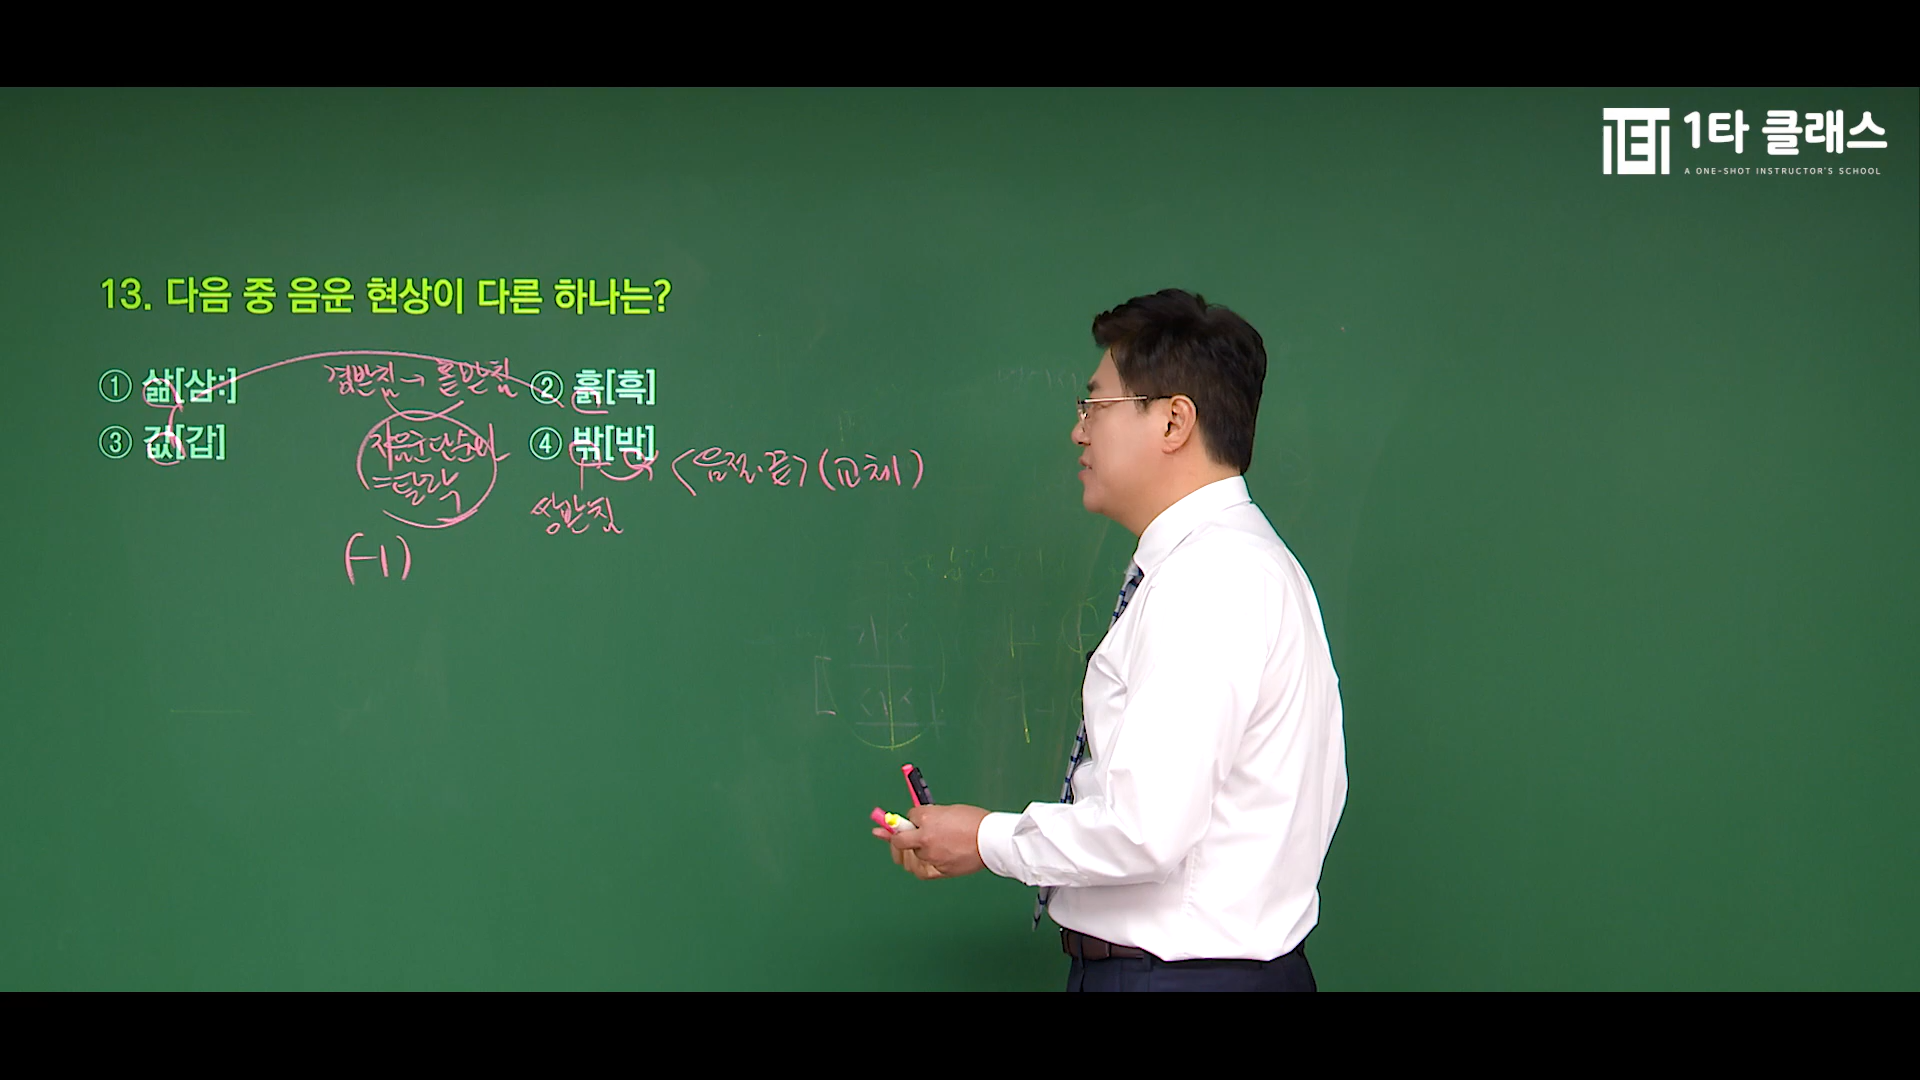 1타 클래스
A ONE-SHOT INSTRUCTOR'S SCHOOL
13. 다음 중 음운 현상이 다른 하나는?
① 삶[삼:] 겹받침→홑받침 ② 흙[흑]
③ 값[갑] 자음군단순화 ④ 밖[박] <음절·끝> (교체)
=탈락
쌍받침
(-1)